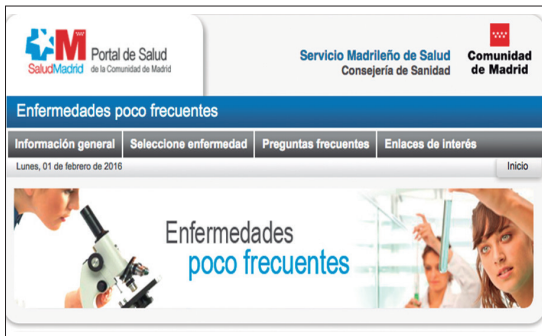 Portal de Salud
SaludMadrid de la Comunidad de Madrid
Servicio Madrileño de Salud
Consejería de Sanidad
Comunidad
de Madrid
Enfermedades poco frecuentes
Información general Seleccione enfermedad Preguntas frecuentes Enlaces de interés
Lunes, 01 de febrero de 2016 Inicio
Enfermedades
poco frecuentes